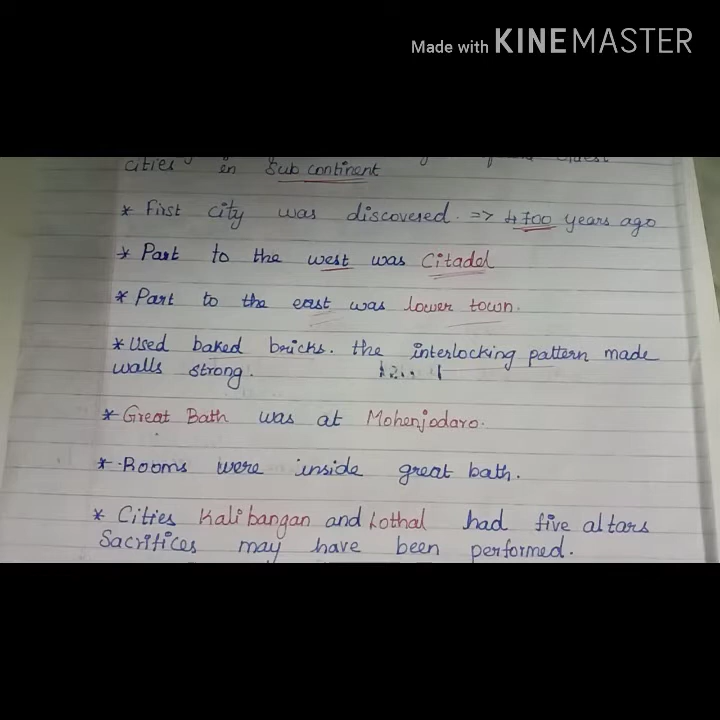 Made with KINEMASTER
cities in Sub continent
* First city was discovered. => 4700 years ago
* Part to the west was Citadel
* Part to the east was lower town.
* Used baked bricks. the interlocking pattern made
walls strong.
* Great Bath was at Mohenjodaro.
* Rooms were inside great bath.
* Cities Kalibangan and Lothal had five altars
Sacrifices may have been performed.